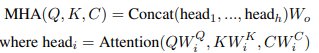 MHA(Q, K, C) = Concat(head₁, ..., headₕ)Wₒ
where headᵢ = Attention(QWᵢ^Q, KWᵢ^K, CWᵢ^C)